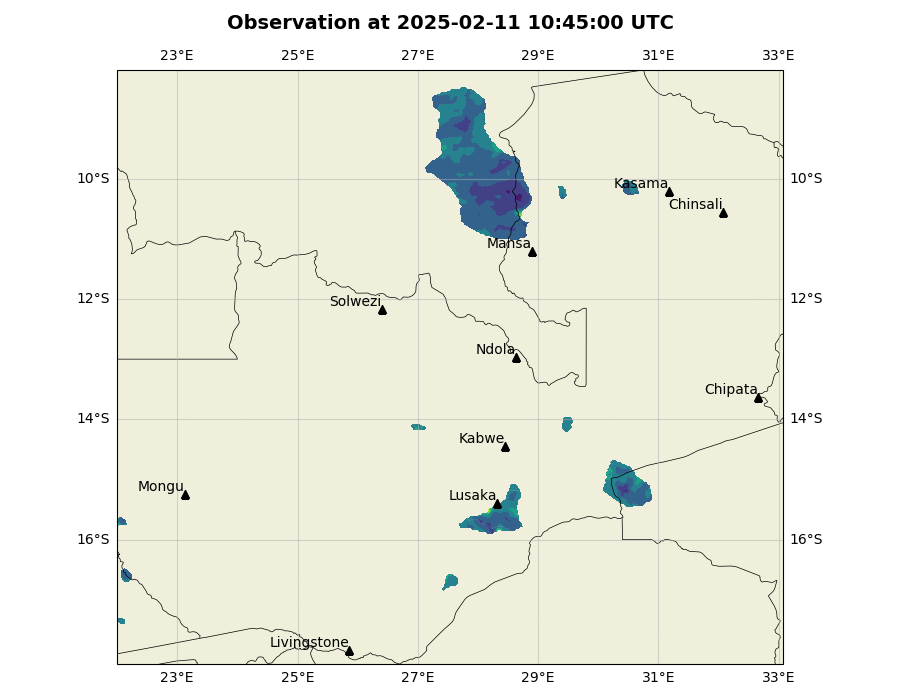 Observation at 2025-02-11 10:45:00 UTC
23°E 25°E 27°E 29°E 31°E 33°E
10°S 10°S
Kasama
Chinsali
Mansa
12°S 12°S
Solwezi
Ndola
Chipata
14°S 14°S
Kabwe
Mongu
Lusaka
16°S 16°S
Livingstone
23°E 25°E 27°E 29°E 31°E 33°E